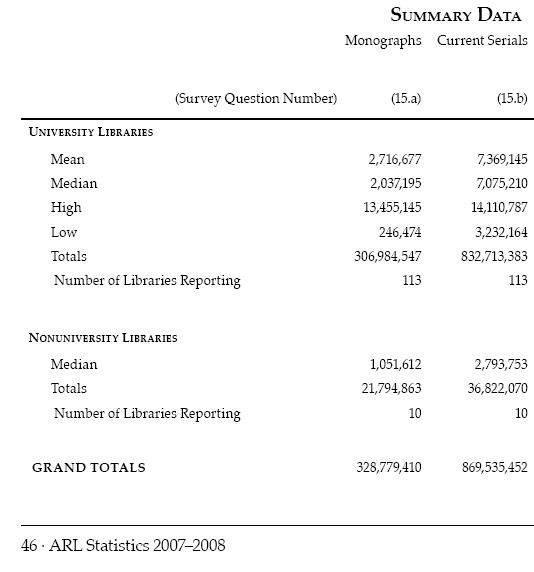 SUMMARY DATA
Monographs Current Serials
(Survey Question Number) (15.a) (15.b)
UNIVERSITY LIBRARIES
Mean 2,716,677 7,369,145
Median 2,037,195 7,075,210
High 13,455,145 14,110,787
Low 246,474 3,232,164
Totals 306,984,547 832,713,383
Number of Libraries Reporting 113 113
NONUNIVERSITY LIBRARIES
Median 1,051,612 2,793,753
Totals 21,794,863 36,822,070
Number of Libraries Reporting 10 10
GRAND TOTALS 328,779,410 869,535,452
46 · ARL Statistics 2007–2008